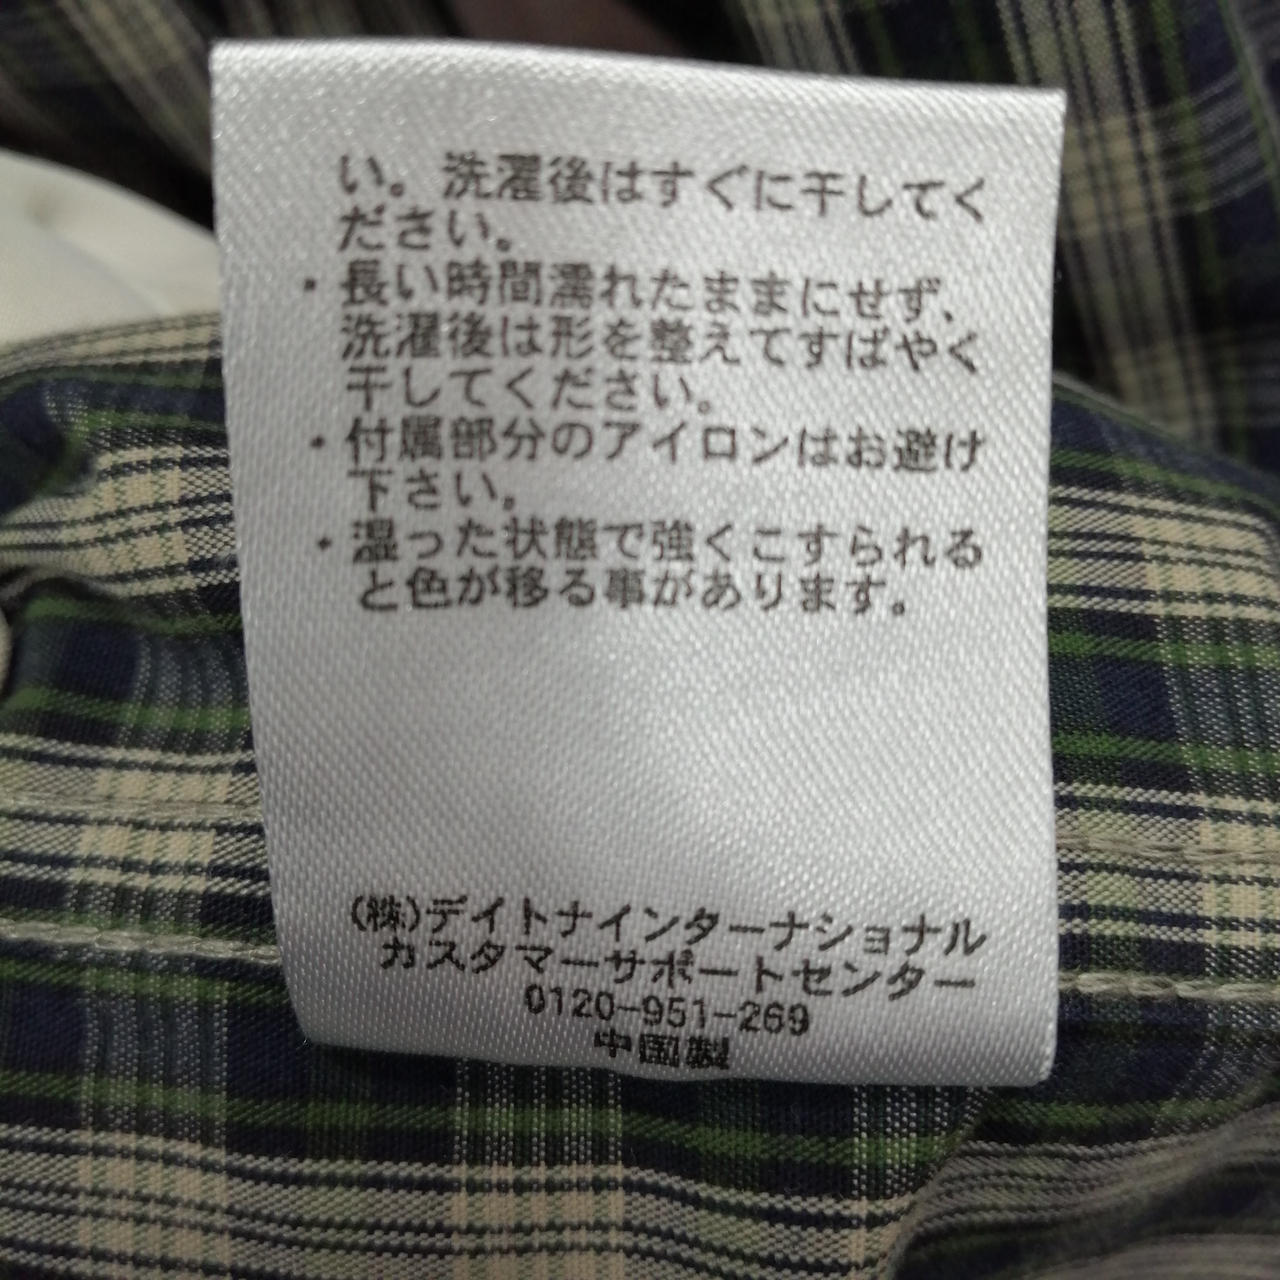 い。洗濯後はすぐに干してく
ださい。
・長い時間濡れたままにせず、
洗濯後は形を整えてすばやく
干してください。
・付属部分のアイロンはお避け
下さい。
・湿った状態で強くこすられる
と色が移る事があります。
(株)デイトナインターナショナル
カスタマーサポートセンター
0120-951-269
中国製